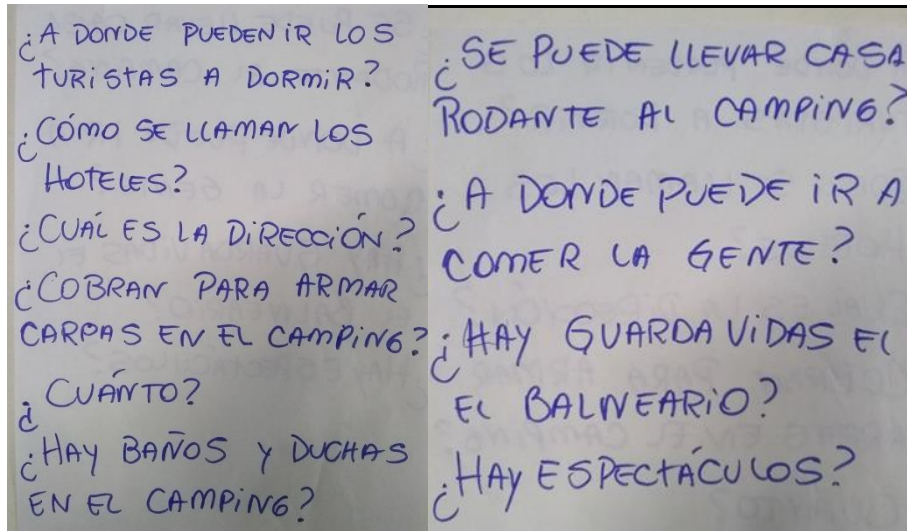 ¿A DONDE PUEDEN IR LOS
TURISTAS A DORMIR?
¿CÓMO SE LLAMAN LOS
HOTELES?
¿CUÁL ES LA DIRECCIÓN?
¿COBRAN PARA ARMAR
CARPAS EN EL CAMPING?
¿CUÁNTO?
¿HAY BAÑOS Y DUCHAS
EN EL CAMPING?
¿SE PUEDE LLEVAR CASA
RODANTE AL CAMPING?
¿A DONDE PUEDE IR A
COMER LA GENTE?
¿HAY GUARDA VIDAS EL
EL BALNEARIO?
¿HAY ESPECTÁCULOS?